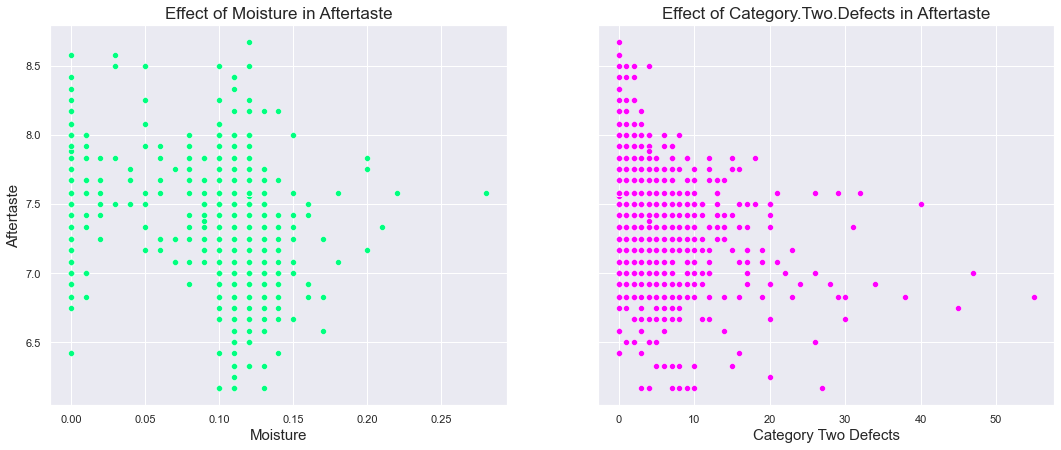 Effect of Moisture in Aftertaste
Effect of Category.Two.Defects in Aftertaste
Aftertaste
8.5
8.0
7.5
7.0
6.5
0.00 0.05 0.10 0.15 0.20 0.25
Moisture
0 10 20 30 40 50
Category Two Defects